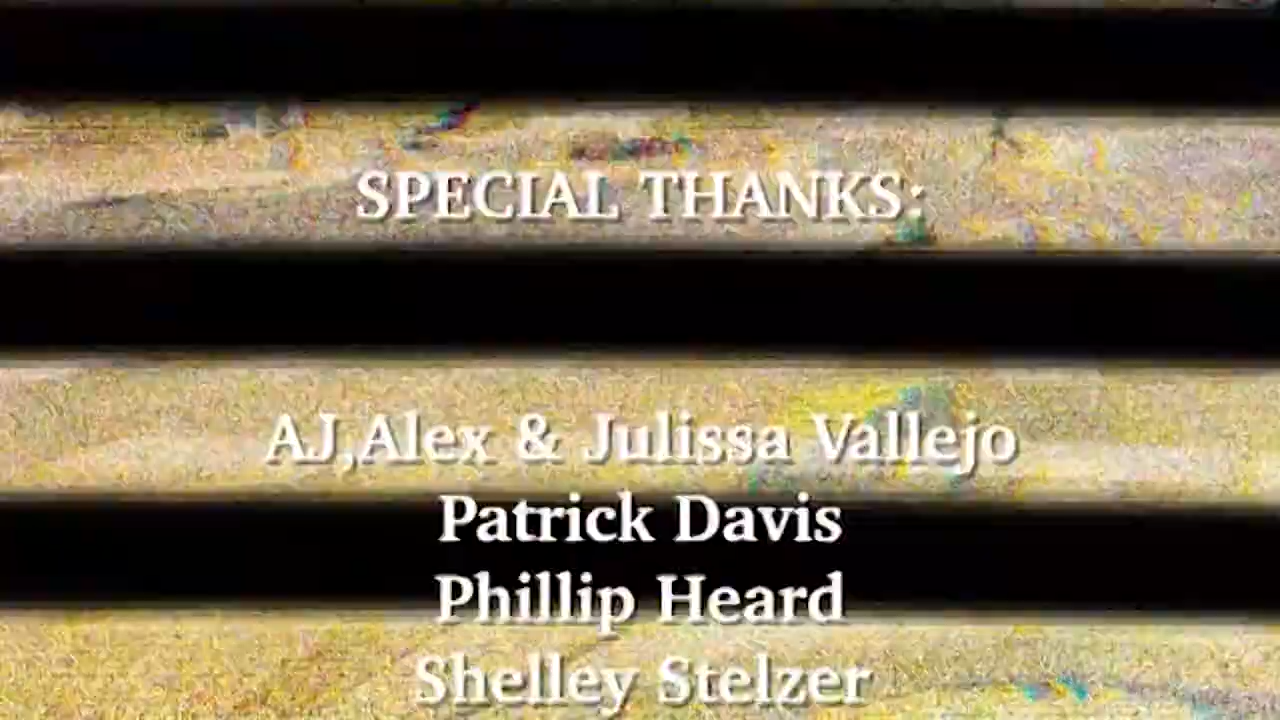 SPECIAL THANKS:
AJ,Alex & Julissa Vallejo
Patrick Davis
Phillip Heard
Shelley Stelzer